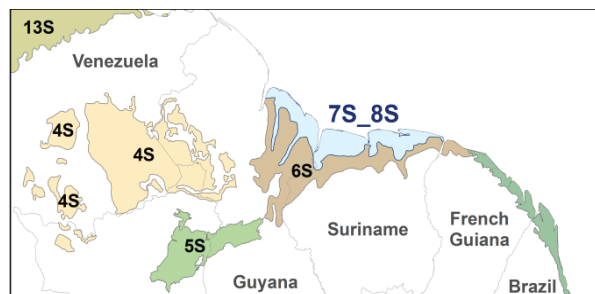 13S
Venezuela
7S_8S
4S
4S
6S
4S
French
Guiana
Suriname
5S
Guyana
Brazil